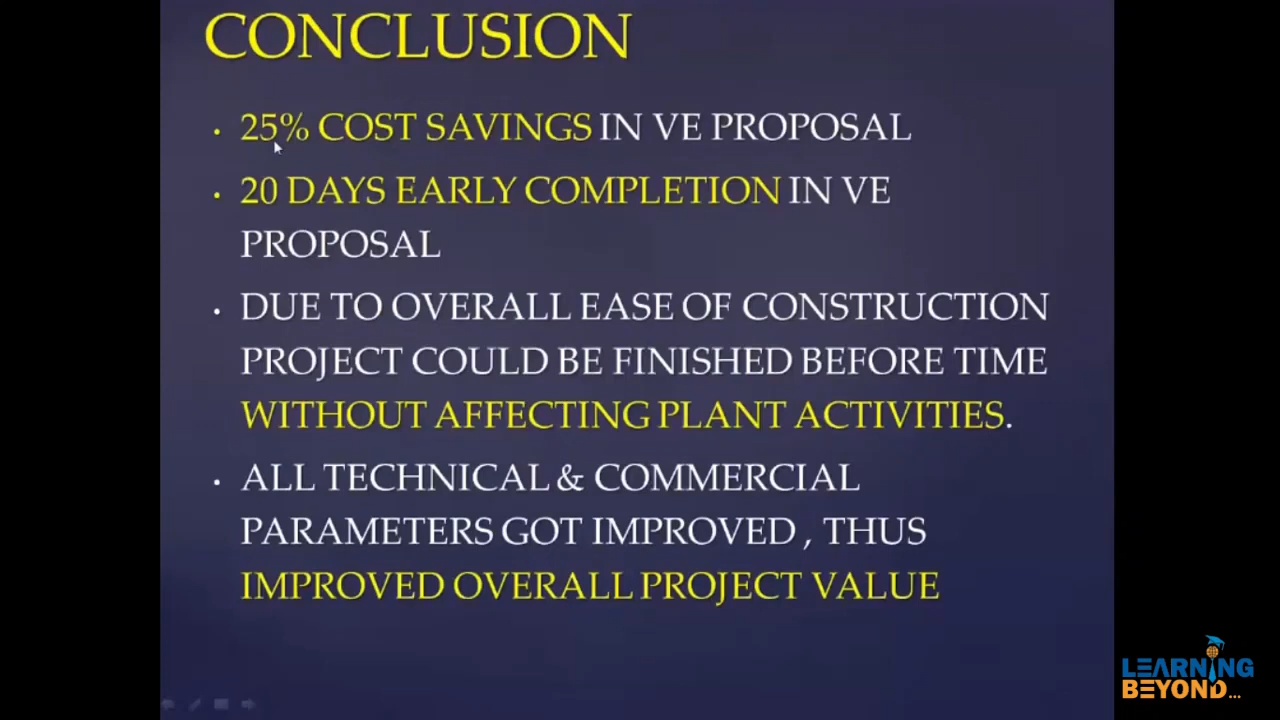 CONCLUSION
• 25% COST SAVINGS IN VE PROPOSAL
• 20 DAYS EARLY COMPLETION IN VE
PROPOSAL
• DUE TO OVERALL EASE OF CONSTRUCTION
PROJECT COULD BE FINISHED BEFORE TIME
WITHOUT AFFECTING PLANT ACTIVITIES.
• ALL TECHNICAL & COMMERCIAL
PARAMETERS GOT IMPROVED , THUS
IMPROVED OVERALL PROJECT VALUE
LEARNING
BEYOND...